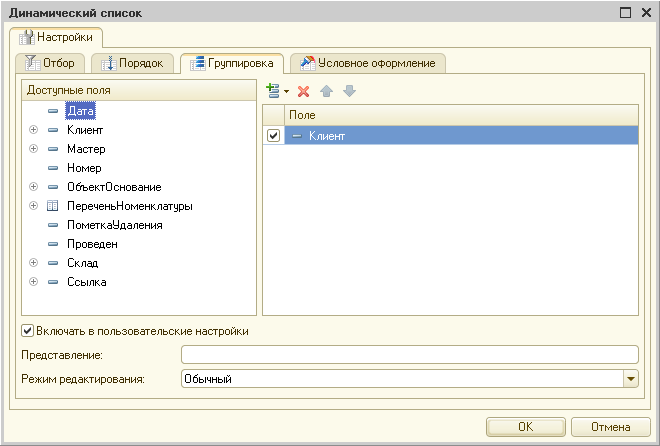 Динамический список
Настройки
Отбор
Порядок
Группировка
Условное оформление
Доступные поля
Дата
Клиент
Мастер
Номер
ОбъектОснование
ПереченьНоменклатуры
ПометкаУдаления
Проведен
Склад
Ссылка
Поле
Клиент
Включать в пользовательские настройки
Представление:
Режим редактирования:
Обычный
OK
Отмена